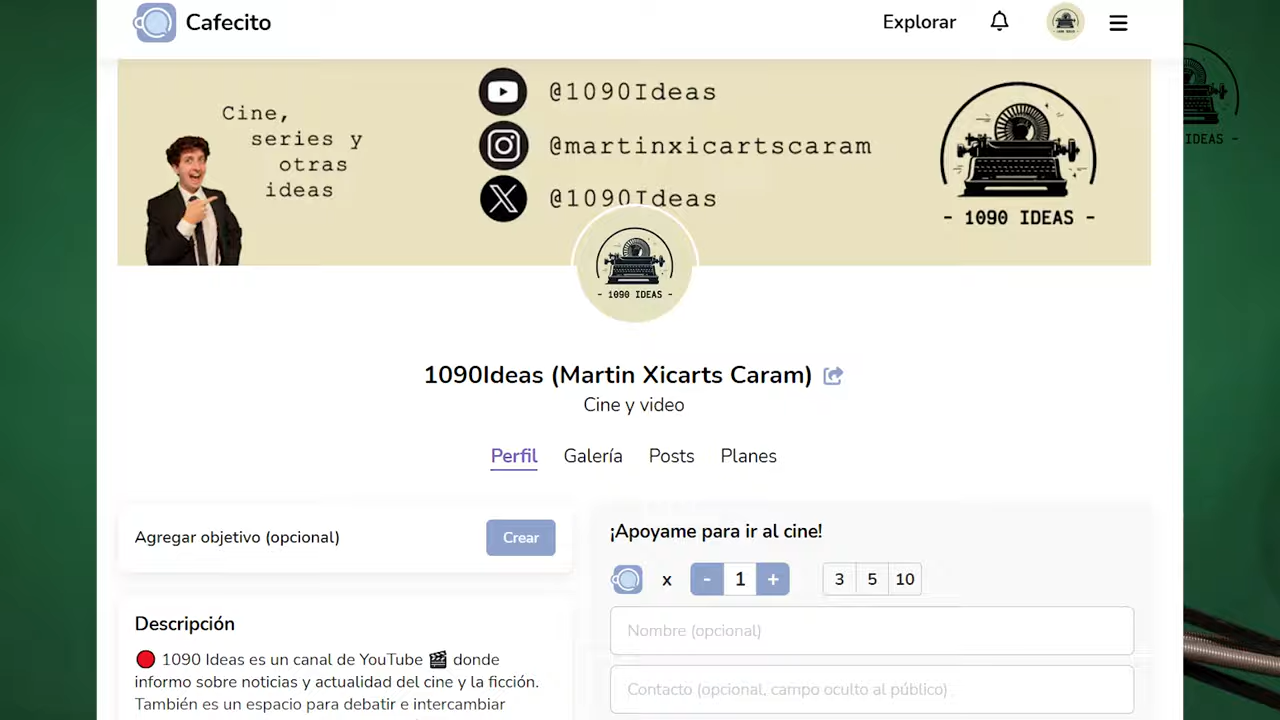 Cafecito
Explorar
Cine,
series y
otras
ideas
@1090Ideas
@martinxicartscaram
@1090Ideas
- 1090 IDEAS -
- 1090 IDEAS -
IDEAS -
1090Ideas (Martin Xicarts Caram)
Cine y video
Perfil Galería Posts Planes
Agregar objetivo (opcional)
Crear
¡Apoyame para ir al cine!
x - 1 + 3 5 10
Nombre (opcional)
Contacto (opcional, campo oculto al público)
Descripción
🔴 1090 Ideas es un canal de YouTube 🎬 donde
informo sobre noticias y actualidad del cine y la ficción.
También es un espacio para debatir e intercambiar